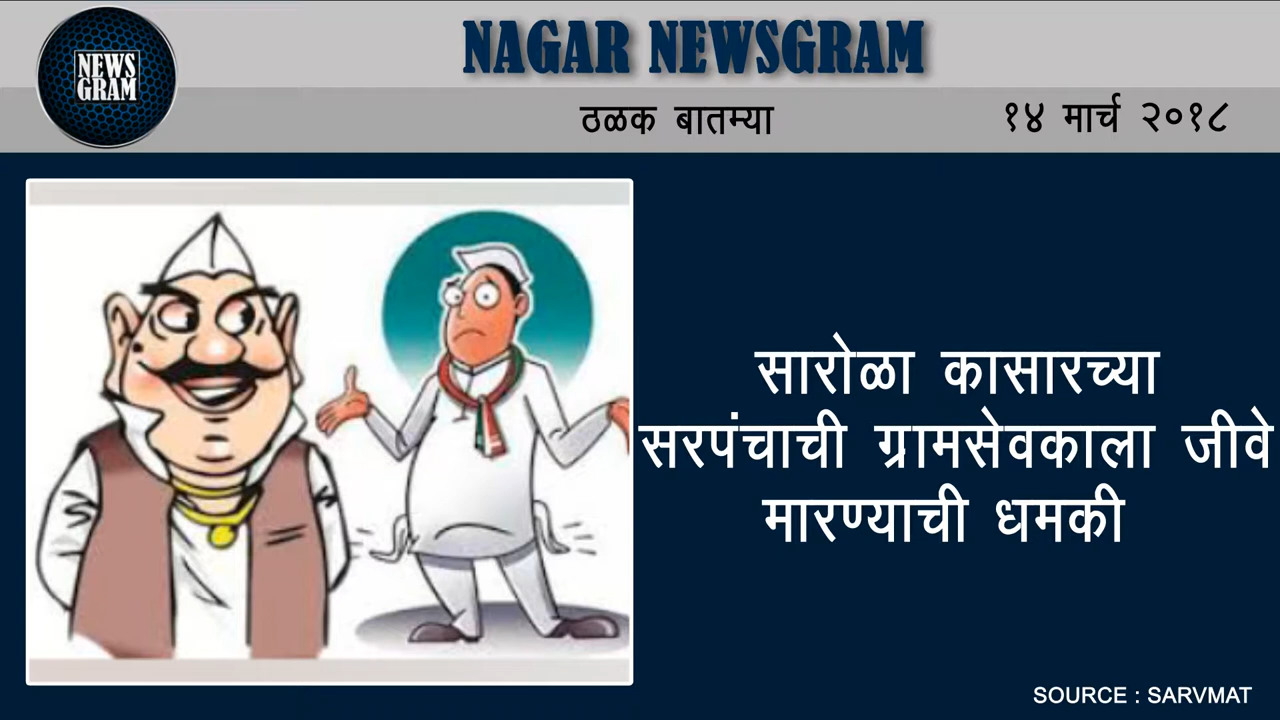 NEWS
GRAM
NAGAR NEWSGRAM
ठळक बातम्या
१४ मार्च २०१८
सारोळा कासारच्या
सरपंचाची ग्रामसेवकाला जीवे
मारण्याची धमकी
SOURCE : SARVMAT